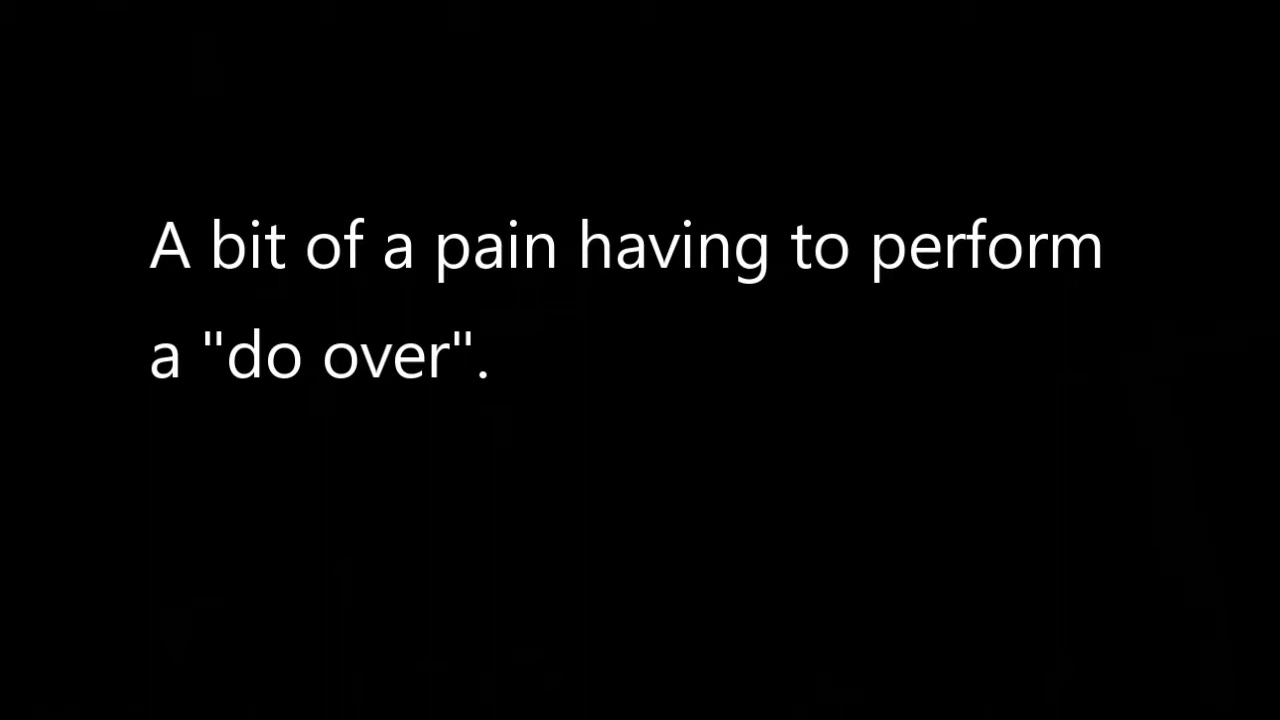 A bit of a pain having to perform
a "do over".